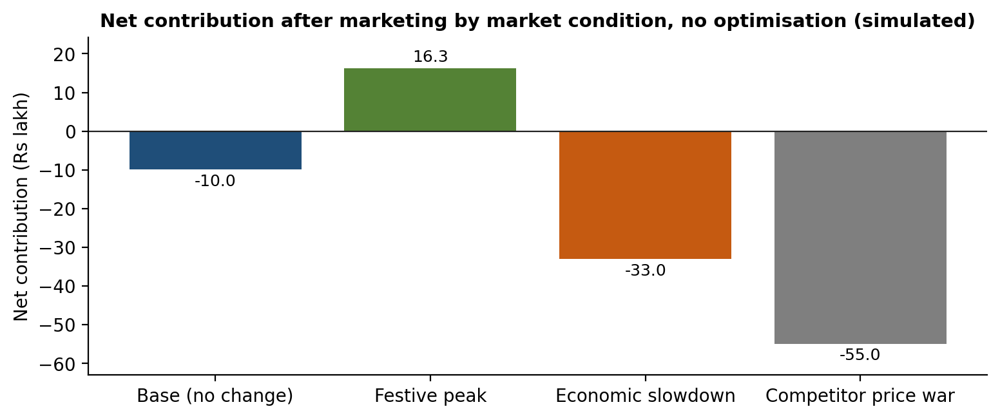 Net contribution after marketing by market condition, no optimisation (simulated)
Net contribution (Rs lakh)
20
10
0
−10
−20
−30
−40
−50
−60
16.3
-10.0
-33.0
-55.0
Base (no change)
Festive peak
Economic slowdown
Competitor price war